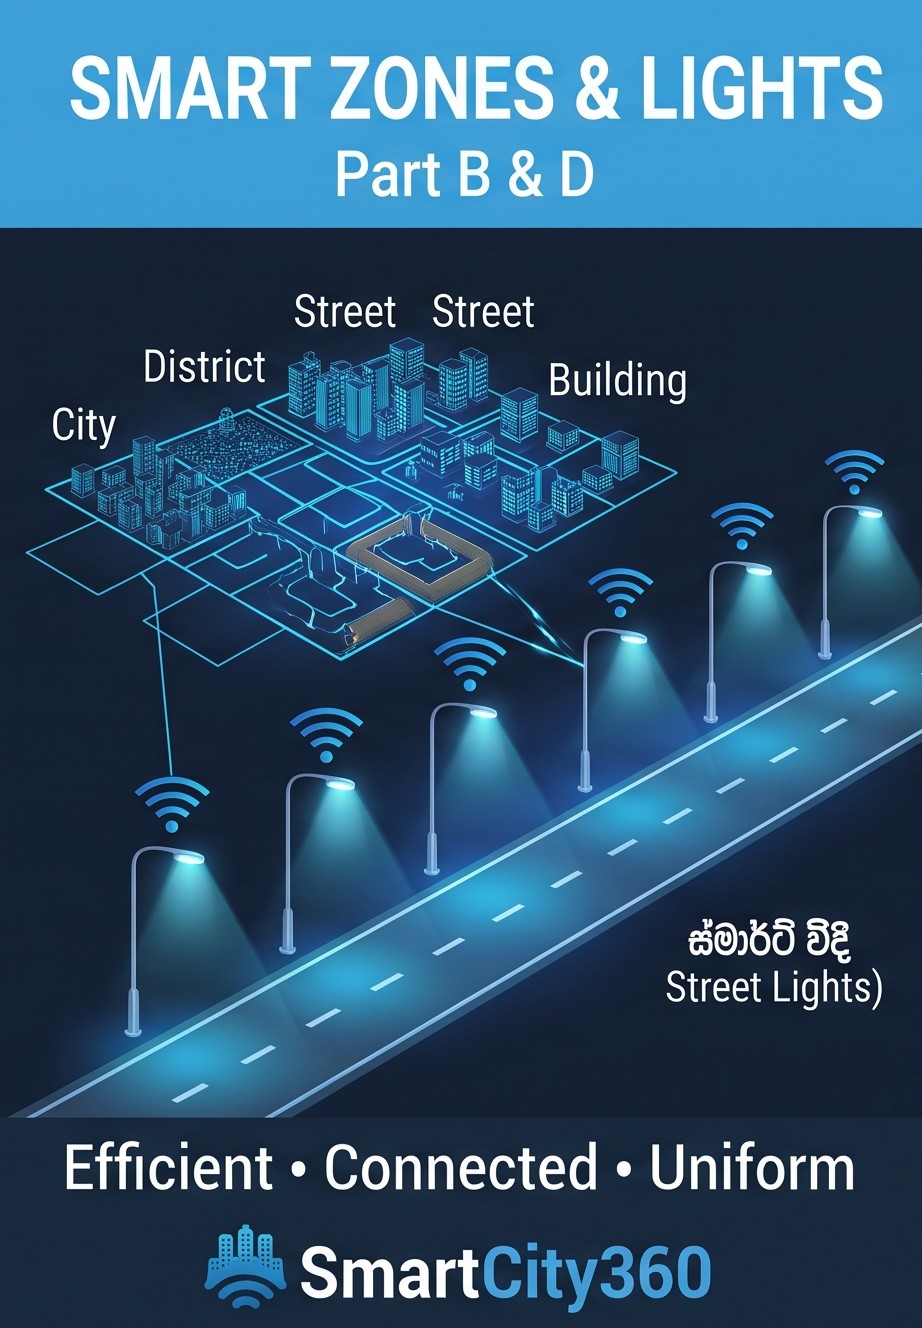 SMART ZONES & LIGHTS
Part B & D
Street Street
District
Building
City
ස්මාර්ට් විදී
Street Lights)
Efficient • Connected • Uniform
SmartCity360